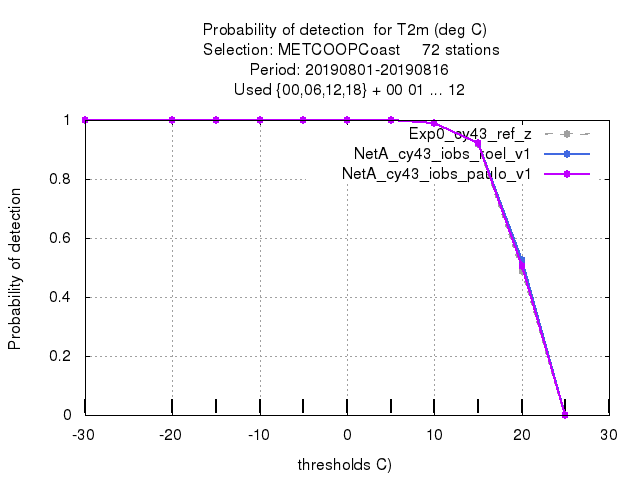 Probability of detection  for T2m (deg C)
Selection: METCOOPCoast     72 stations
Period: 20190801-20190816
Used {00,06,12,18} + 00 01 ... 12
Exp0_cy43_ref_z
NetA_cy43_iobs_roel_v1
NetA_cy43_iobs_paulo_v1
Probability of detection
1
0.8
0.6
0.4
0.2
0
-30 -20 -10 0 10 20 30
thresholds C)